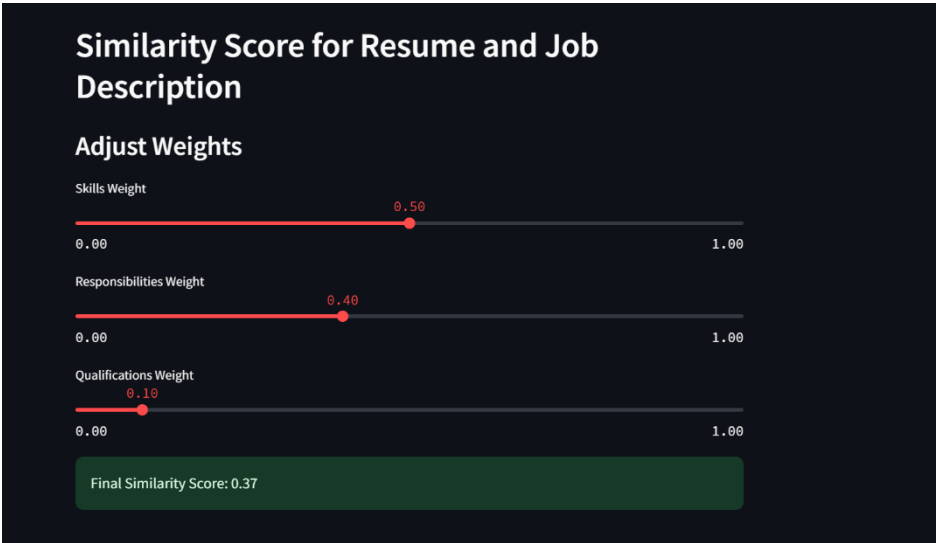 Similarity Score for Resume and Job
Description
Adjust Weights
Skills Weight
0.50
0.00 1.00
Responsibilities Weight
0.40
0.00 1.00
Qualifications Weight
0.10
0.00 1.00
Final Similarity Score: 0.37